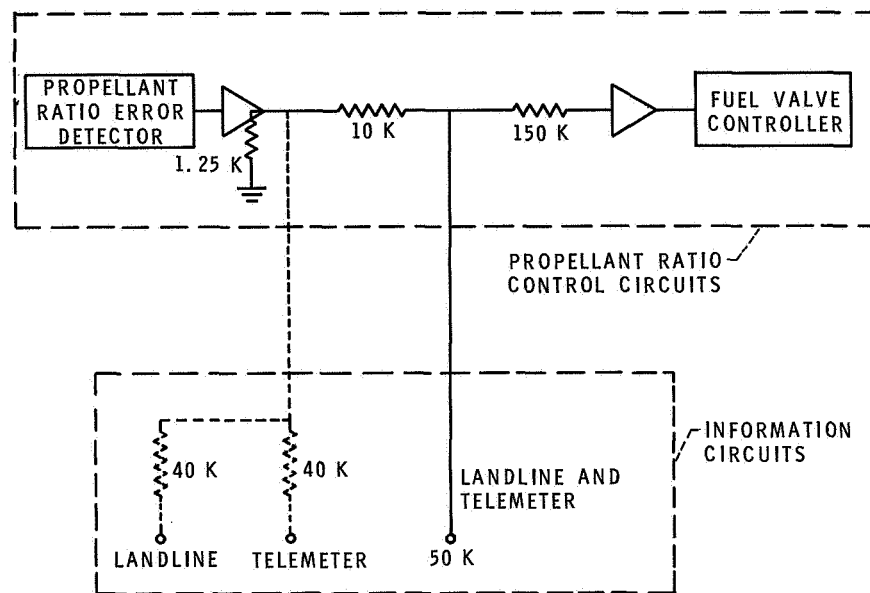 PROPELLANT
RATIO ERROR
DETECTOR
1.25 K
10 K
150 K
FUEL VALVE
CONTROLLER
PROPELLANT RATIO
CONTROL CIRCUITS
40 K
40 K
LANDLINE AND
TELEMETER
INFORMATION
CIRCUITS
LANDLINE
TELEMETER
50 K